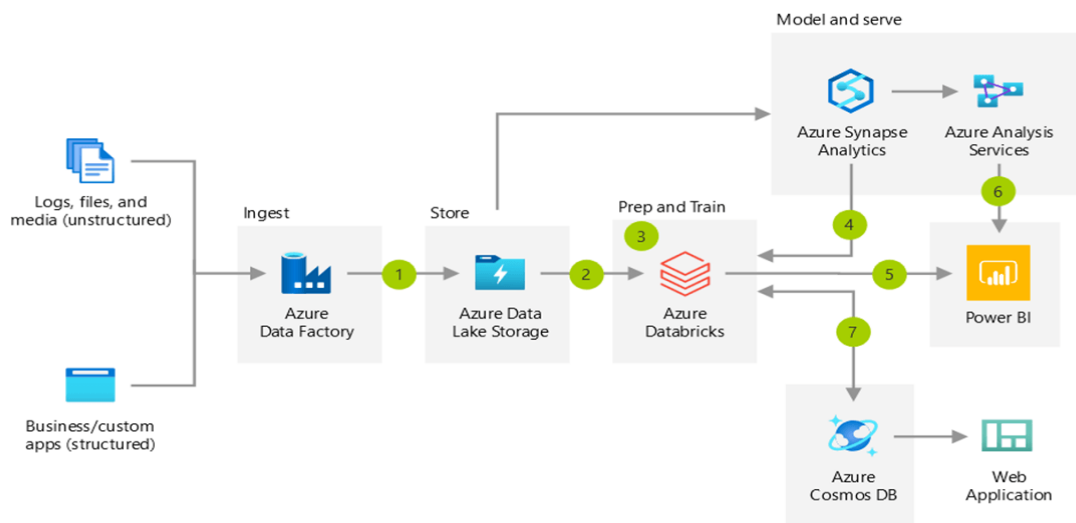 Model and serve
Azure Synapse
Analytics
Azure Analysis
Services
Logs, files, and
media (unstructured)
Ingest
Store
Prep and Train
3
4
6
1
2
5
Azure
Data Factory
Azure Data
Lake Storage
Azure
Databricks
Power BI
7
Business/custom
apps (structured)
Azure
Cosmos DB
Web
Application